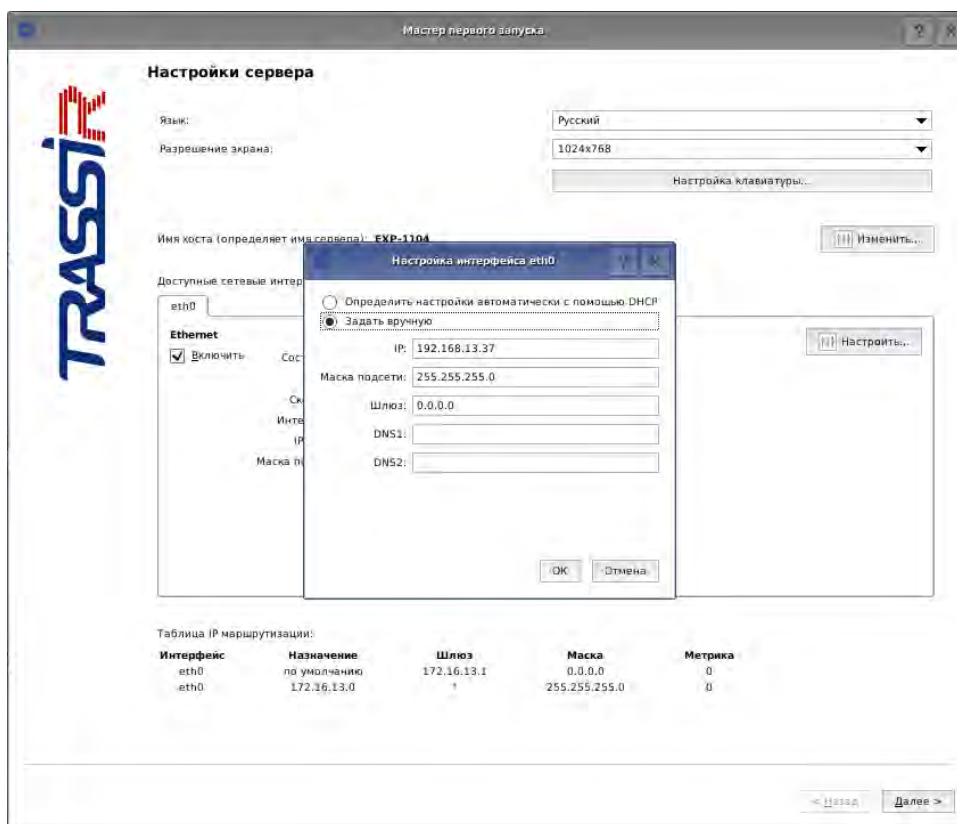 Мастер первого запуска
TRASSIR
Настройки сервера
Язык:
Русский
Разрешение экрана:
1024x768
Настройка клавиатуры...
Имя хоста (определяет имя сервера): EXP-1104
Изменить...
Доступные сетевые интер
eth0
Ethernet
Включить
Сос
Ск
Инте
IP
Маска п
Настроить...
Настройка интерфейса eth0
Определить настройки автоматически с помощью DHCP
Задать вручную
IP: 192.168.13.37
Маска подсети: 255.255.255.0
Шлюз: 0.0.0.0
DNS1:
DNS2:
OK
Отмена
Таблица IP маршрутизации:
Интерфейс Назначение Шлюз Маска Метрика
eth0 по умолчанию 172.16.13.1 0.0.0.0 0
eth0 172.16.13.0 * 255.255.255.0 0
< Назад
Далее >